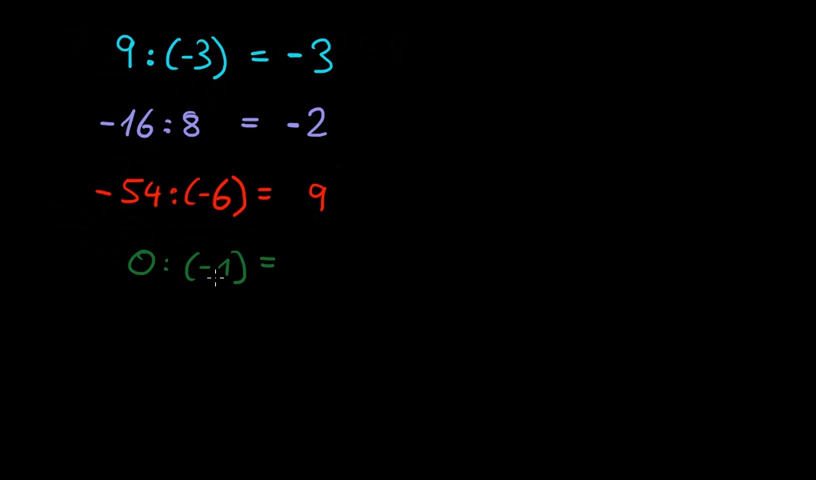 9 : (-3) = -3
-16 : 8 = -2
-54 : (-6) = 9
0 : (-1) =